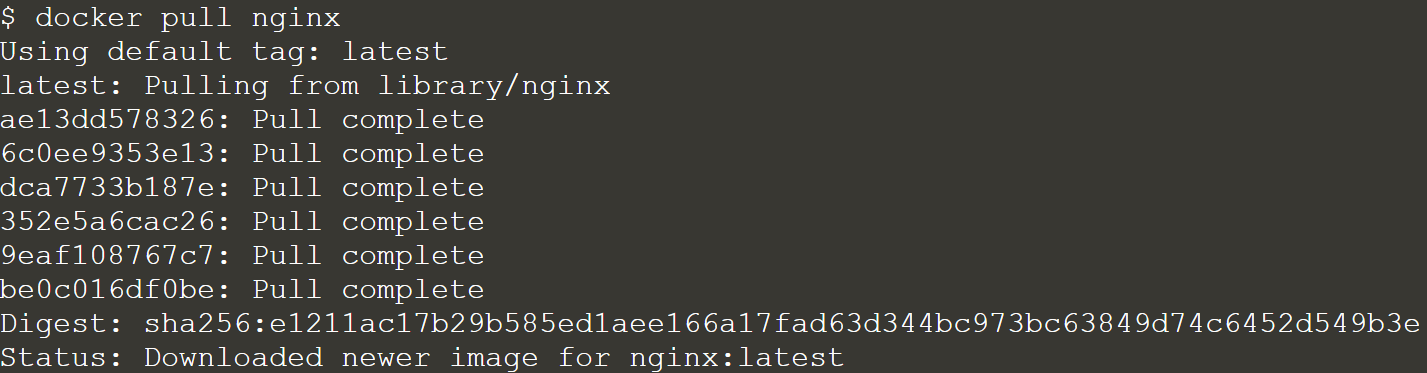 $ docker pull nginx
Using default tag: latest
latest: Pulling from library/nginx
ae13dd578326: Pull complete
6c0ee9353e13: Pull complete
dca7733b187e: Pull complete
352e5a6cac26: Pull complete
9eaf108767c7: Pull complete
be0c016df0be: Pull complete
Digest: sha256:e1211ac17b29b585ed1aee166a17fad63d344bc973bc63849d74c6452d549b3e
Status: Downloaded newer image for nginx:latest